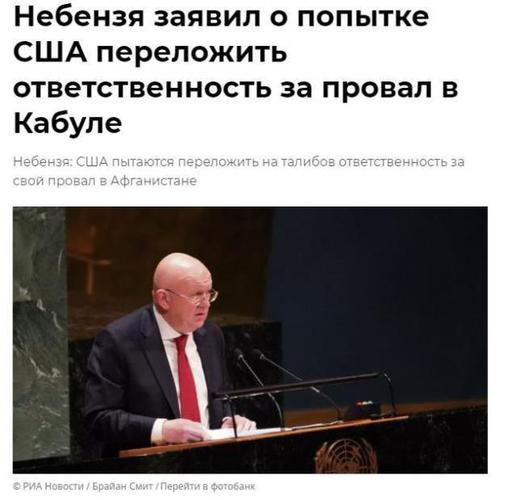 Небензя заявил о попытке
США переложить
ответственность за провал в
Кабуле
Небензя: США пытаются переложить на талибов ответственность за
свой провал в Афганистане
© РИА Новости / Брайан Смит / Перейти в фотобанк